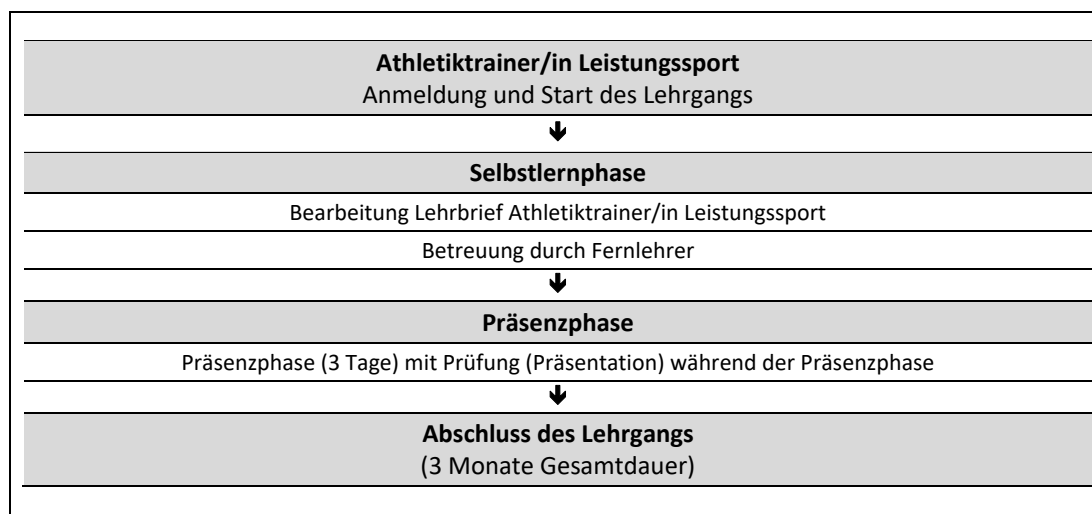 Athletiktrainer/in Leistungssport
Anmeldung und Start des Lehrgangs
Selbstlernphase
Bearbeitung Lehrbrief Athletiktrainer/in Leistungssport
Betreuung durch Fernlehrer
Präsenzphase
Präsenzphase (3 Tage) mit Prüfung (Präsentation) während der Präsenzphase
Abschluss des Lehrgangs
(3 Monate Gesamtdauer)